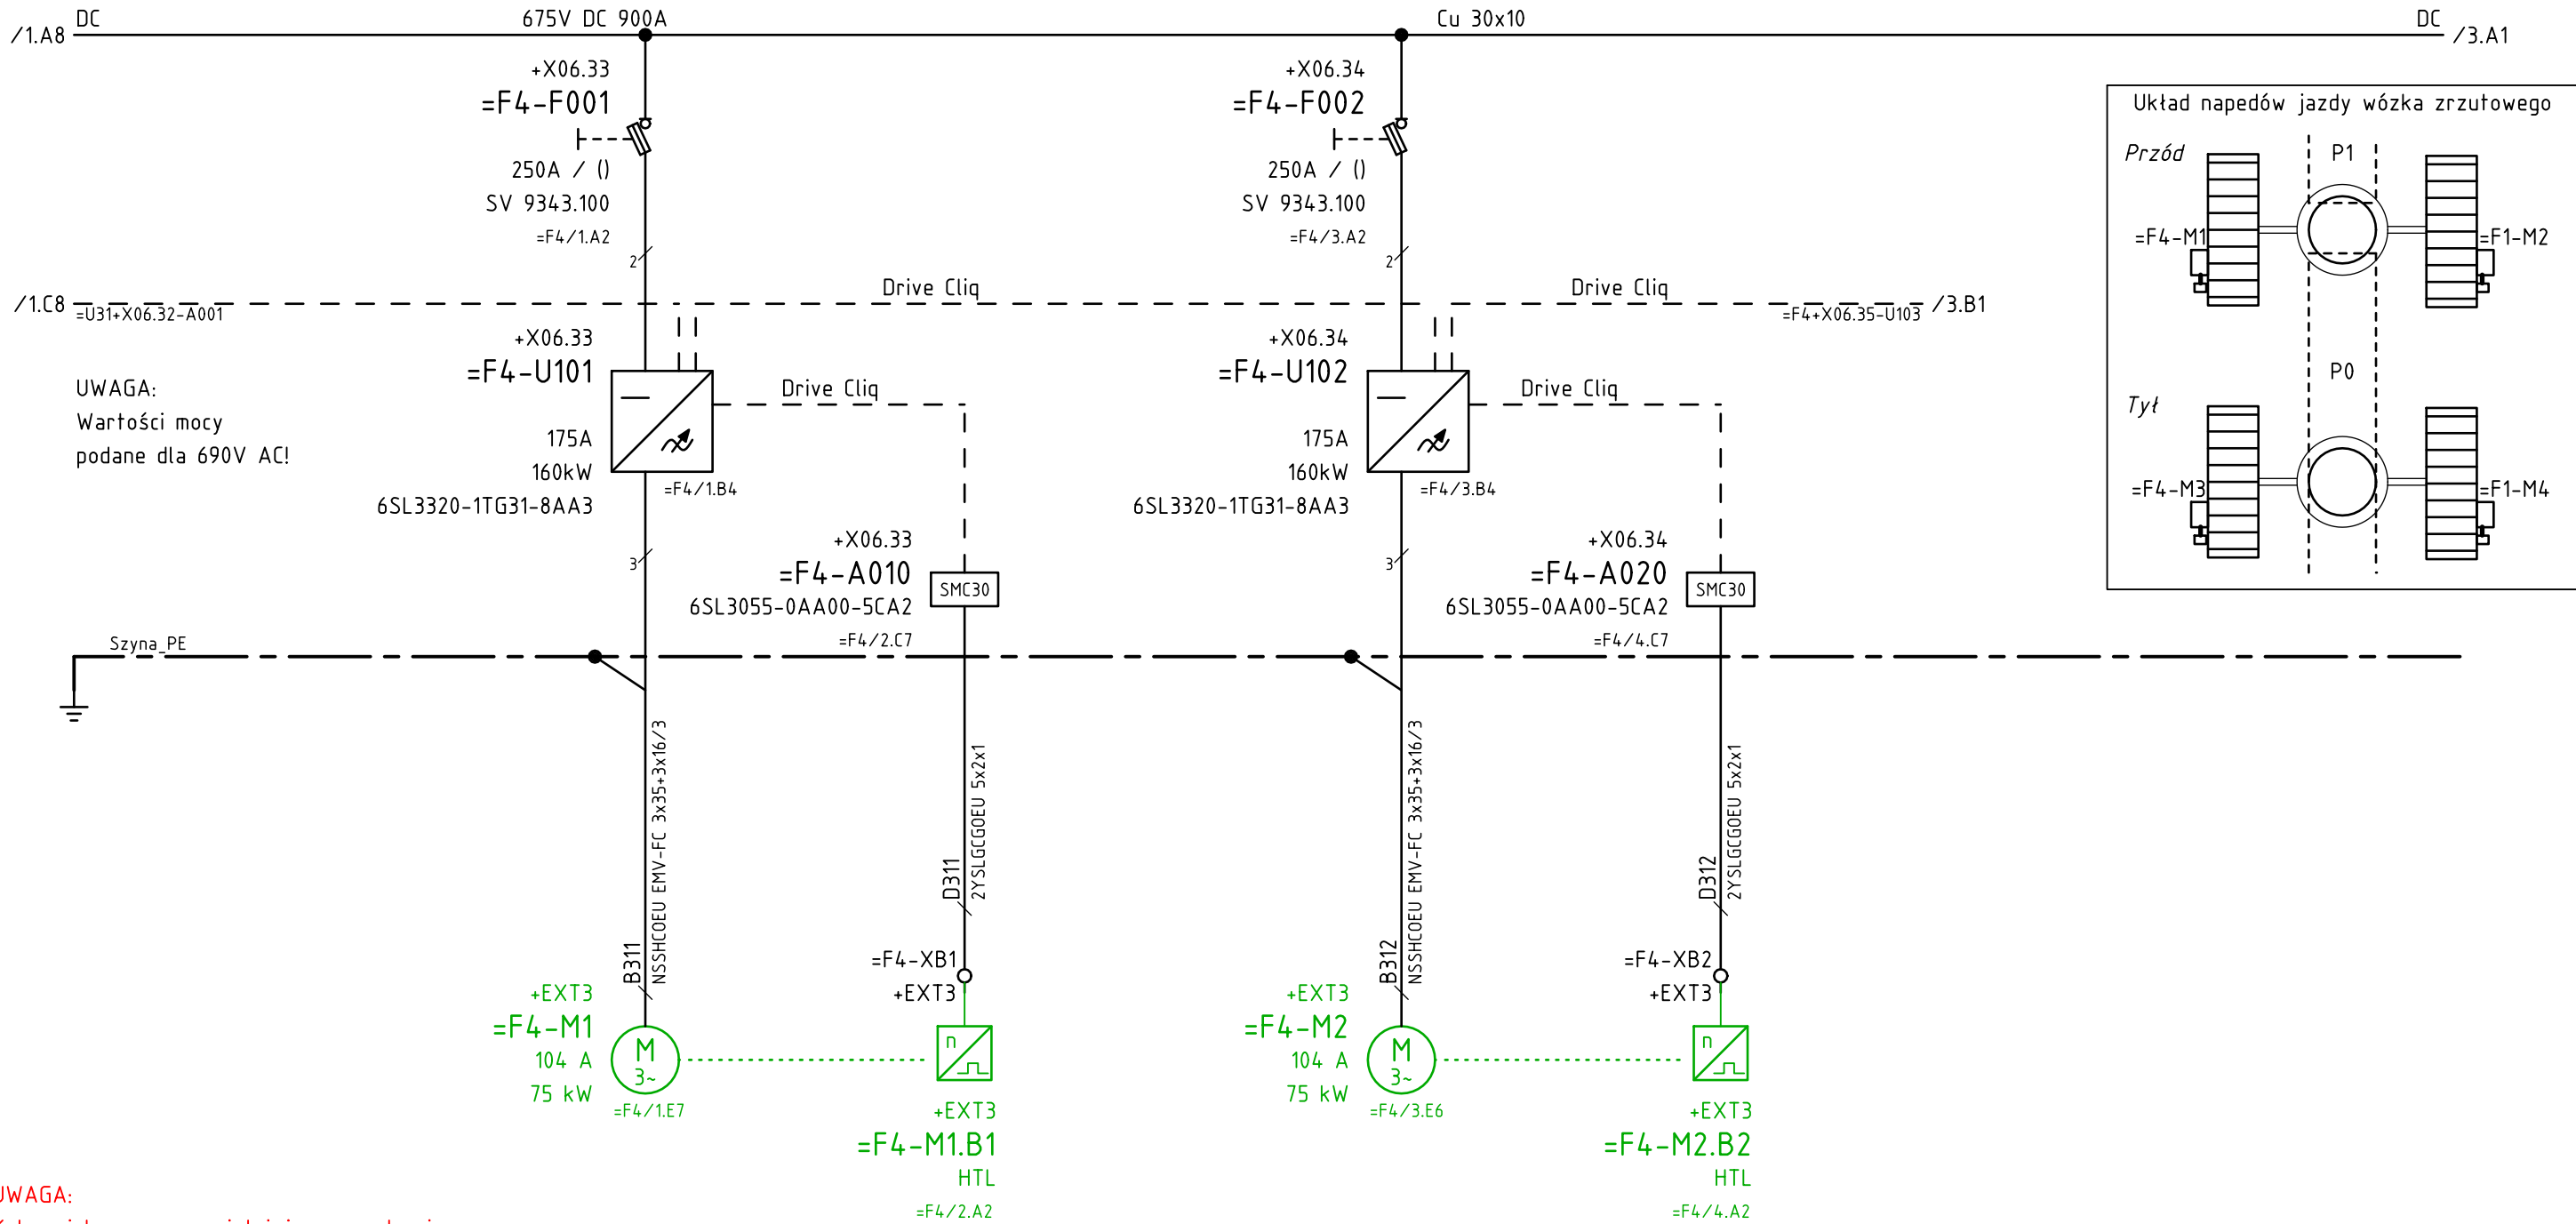 DC
675V DC 900A
Cu 30x10
DC
/1.A8
/3.A1
+X06.33
=F4-F001
250A / ()
SV 9343.100
=F4/1.A2
2
+X06.34
=F4-F002
250A / ()
SV 9343.100
=F4/3.A2
2
Układ napedów jazdy wózka zrzutowego
Przód
P1
=F4-M1
=F1-M2
P0
Tył
=F4-M3
=F1-M4
/1.C8
=U31+X06.32-A001
Drive Cliq
Drive Cliq
=F4+X06.35-U103
/3.B1
UWAGA:
Wartości mocy
podane dla 690V AC!
+X06.33
=F4-U101
175A
160kW
6SL3320-1TG31-8AA3
=F4/1.B4
Drive Cliq
3
+X06.33
=F4-A010
6SL3055-0AA00-5CA2
=F4/2.C7
SMC30
+X06.34
=F4-U102
175A
160kW
6SL3320-1TG31-8AA3
=F4/3.B4
Drive Cliq
3
+X06.34
=F4-A020
6SL3055-0AA00-5CA2
=F4/4.C7
SMC30
Szyna_PE
B311
NSSHCOEU EMV-FC 3x35+3x16/3
D311
2YSLGCGOEU 5x2x1
=F4-XB1
+EXT3
B312
NSSHCOEU EMV-FC 3x35+3x16/3
D312
2YSLGCGOEU 5x2x1
=F4-XB2
+EXT3
+EXT3
=F4-M1
104 A
75 kW
M
3~
=F4/1.E7
n
+EXT3
=F4-M1.B1
HTL
=F4/2.A2
+EXT3
=F4-M2
104 A
75 kW
M
3~
=F4/3.E6
n
+EXT3
=F4-M2.B2
HTL
=F4/4.A2
UWAGA: